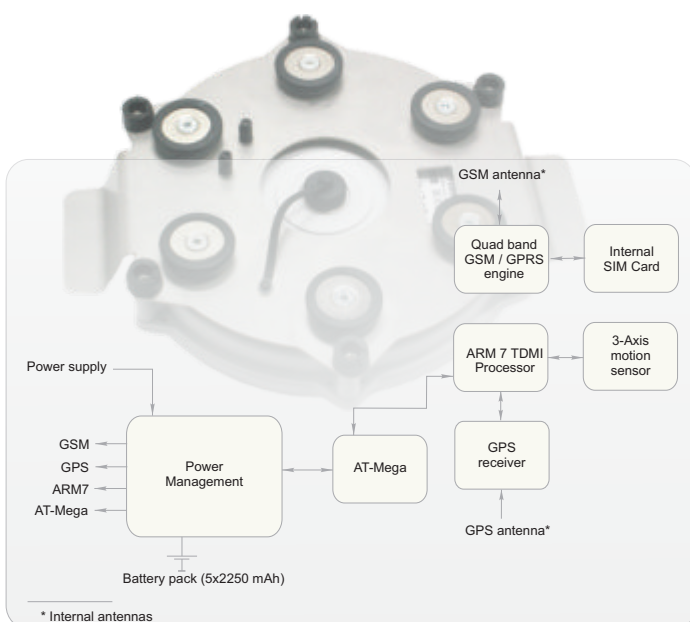 GSM antenna*
Quad band
GSM / GPRS
engine
Internal
SIM Card
ARM 7 TDMI
Processor
3-Axis
motion
sensor
Power supply
GSM
GPS
ARM7
AT-Mega
Power
Management
AT-Mega
GPS
receiver
GPS antenna*
Battery pack (5x2250 mAh)
* Internal antennas